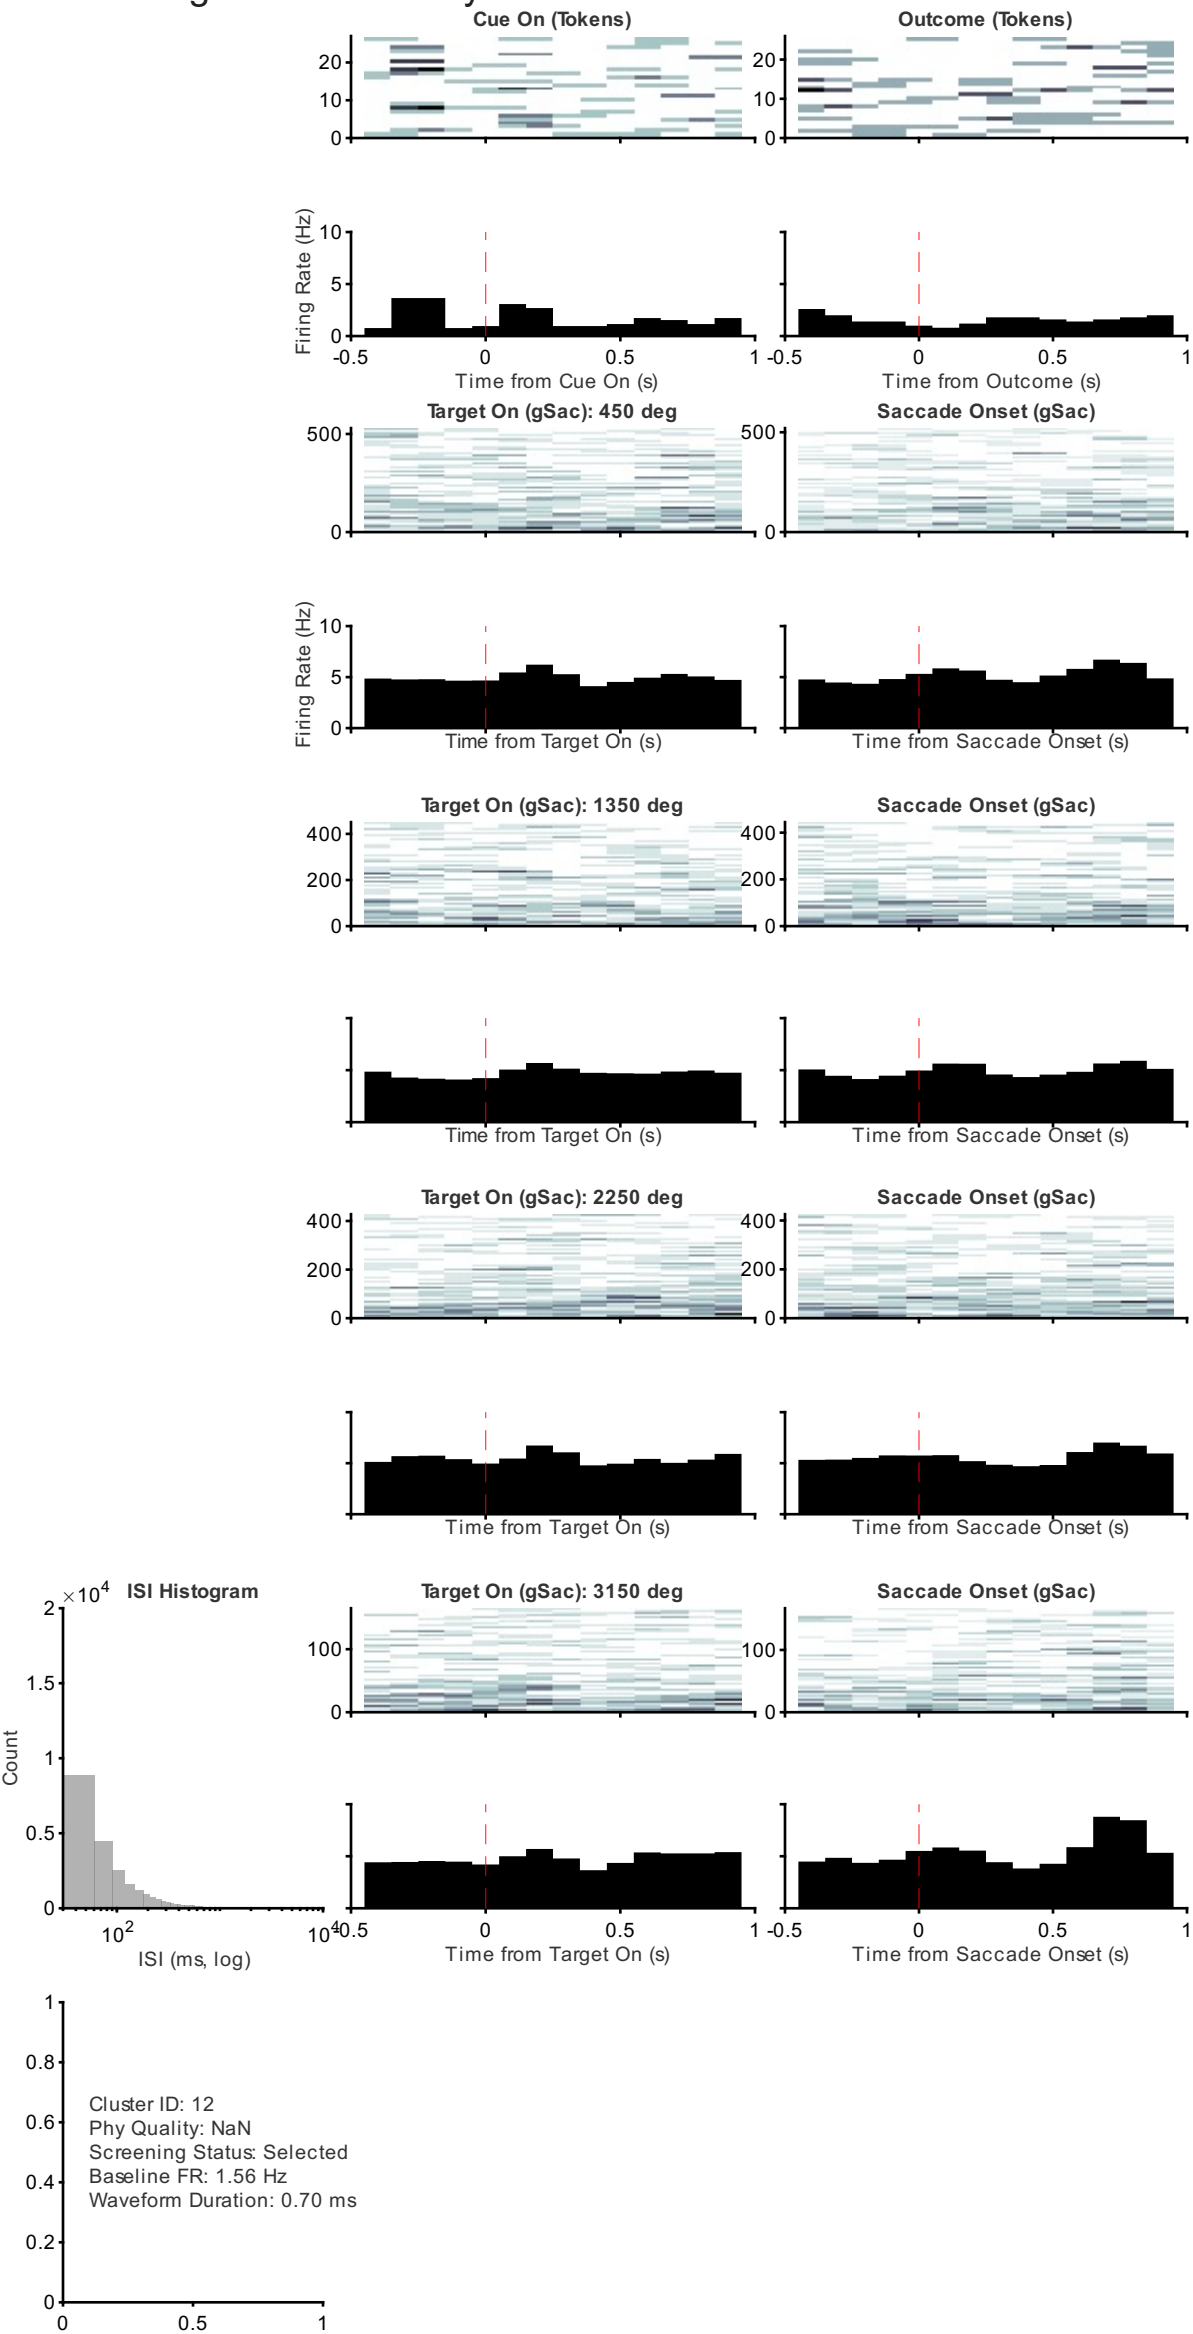 Cue On (Tokens)
Outcome (Tokens)
20
10
0
20
10
0
Firing Rate (Hz)
10
5
0
-0.5
0
0.5
1
-0.5
0
0.5
1
Time from Cue On (s)
Time from Outcome (s)
Target On (gSac): 450 deg
Saccade Onset (gSac)
500
0
500
0
Firing Rate (Hz)
10
5
0
Time from Target On (s)
Time from Saccade Onset (s)
Target On (gSac): 1350 deg
Saccade Onset (gSac)
400
200
0
400
200
0
Time from Target On (s)
Time from Saccade Onset (s)
Target On (gSac): 2250 deg
Saccade Onset (gSac)
400
200
0
400
200
0
Time from Target On (s)
Time from Saccade Onset (s)
×10⁴
ISI Histogram
2
1.5
1
0.5
0
Count
10²
10⁴
ISI (ms, log)
Target On (gSac): 3150 deg
Saccade Onset (gSac)
100
0
100
0
-0.5
0
0.5
1
-0.5
0
0.5
1
Time from Target On (s)
Time from Saccade Onset (s)
1
0.8
0.6
0.4
0.2
0
Cluster ID: 12
Phy Quality: NaN
Screening Status: Selected
Baseline FR: 1.56 Hz
Waveform Duration: 0.70 ms
0
0.5
1